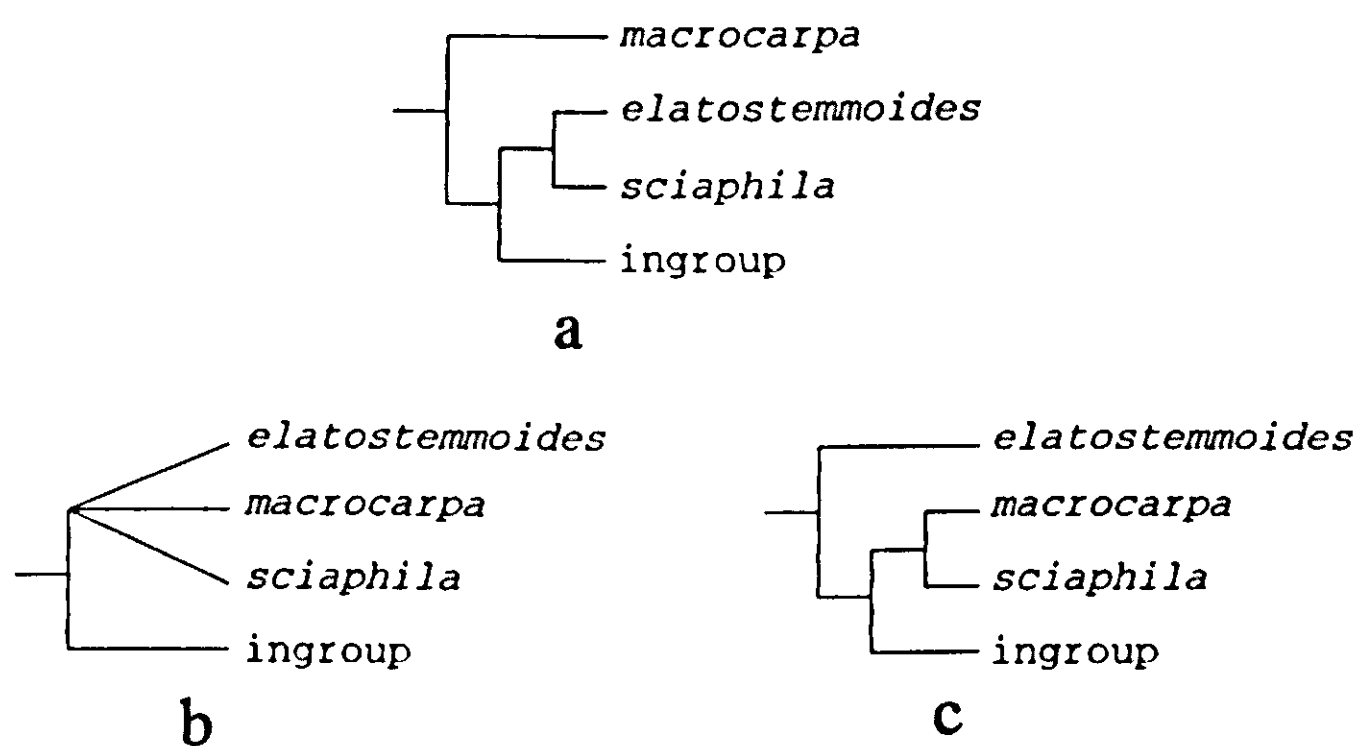 macrocarpa
elatostemmoides
sciaphila
ingroup
a
elatostemmoides
macrocarpa
sciaphila
ingroup
b
elatostemmoides
macrocarpa
sciaphila
ingroup
c